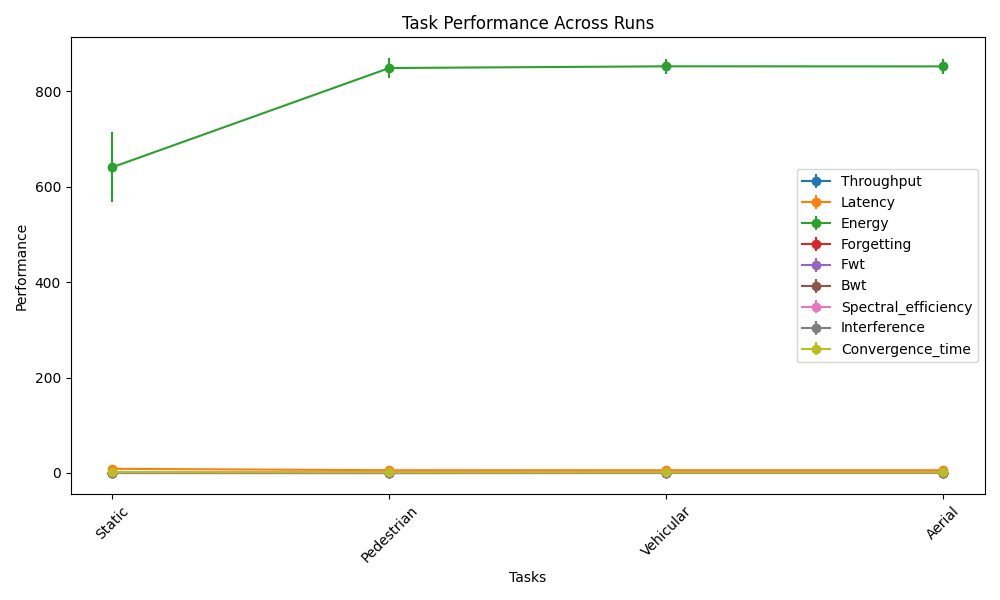 Task Performance Across Runs
Performance
800
600
400
200
0
Throughput
Latency
Energy
Forgetting
Fwt
Bwt
Spectral_efficiency
Interference
Convergence_time
Static
Pedestrian
Vehicular
Aerial
Tasks